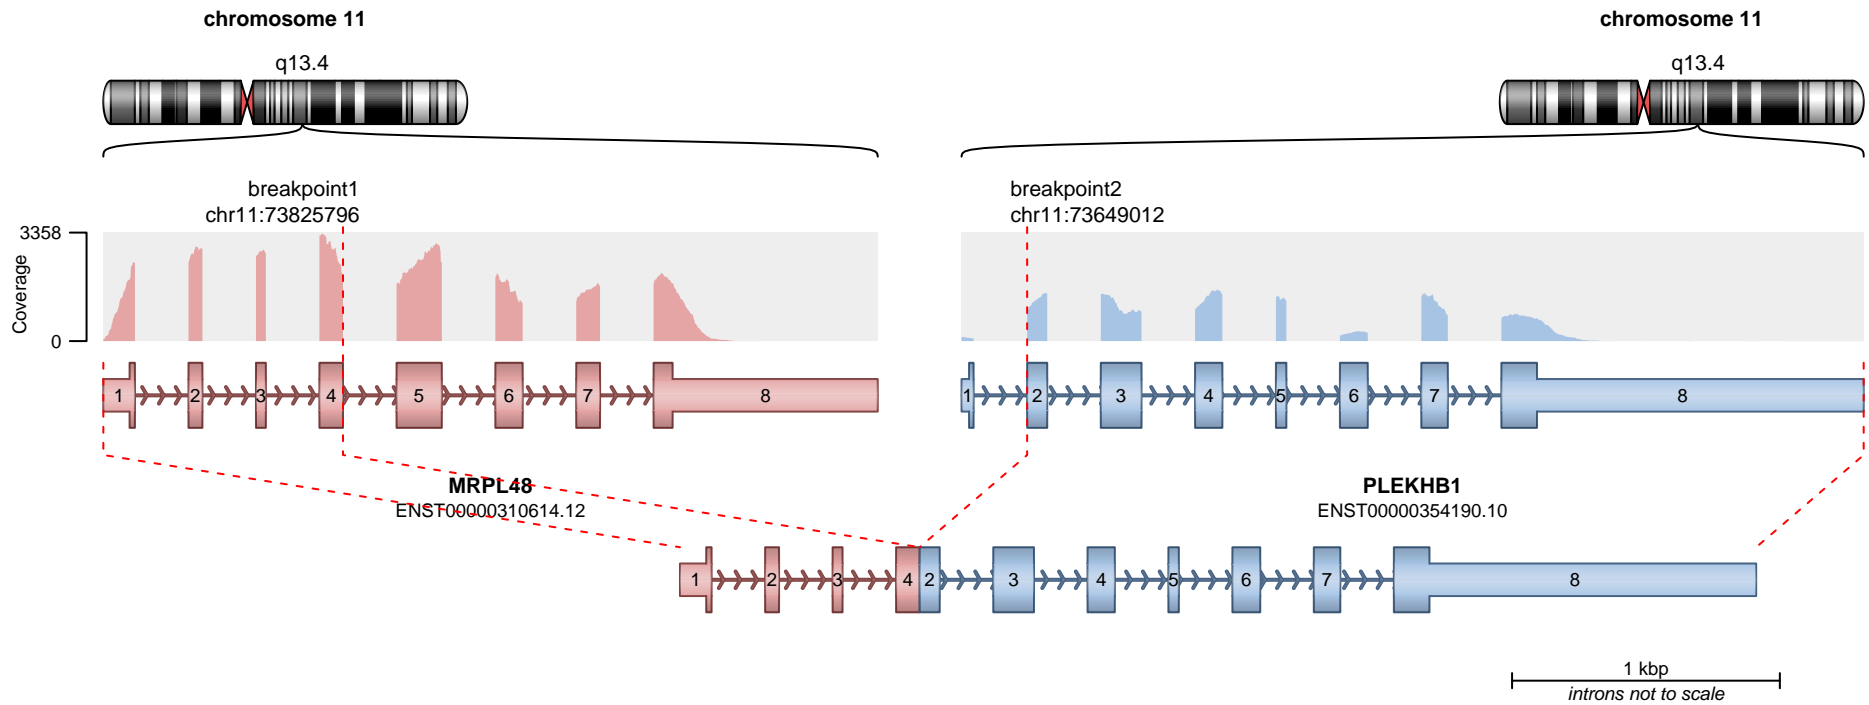 chromosome 11
chromosome 11
q13.4
q13.4
breakpoint1
chr11:73825796
breakpoint2
chr11:73649012
3358
Coverage
0
1 2 3 4 5 6 7 8
1 2 3 4 5 6 7 8
MRPL48
ENST00000310614.12
PLEKHB1
ENST00000354190.10
1 2 3 4 2 3 4 5 6 7 8
1 kbp
introns not to scale